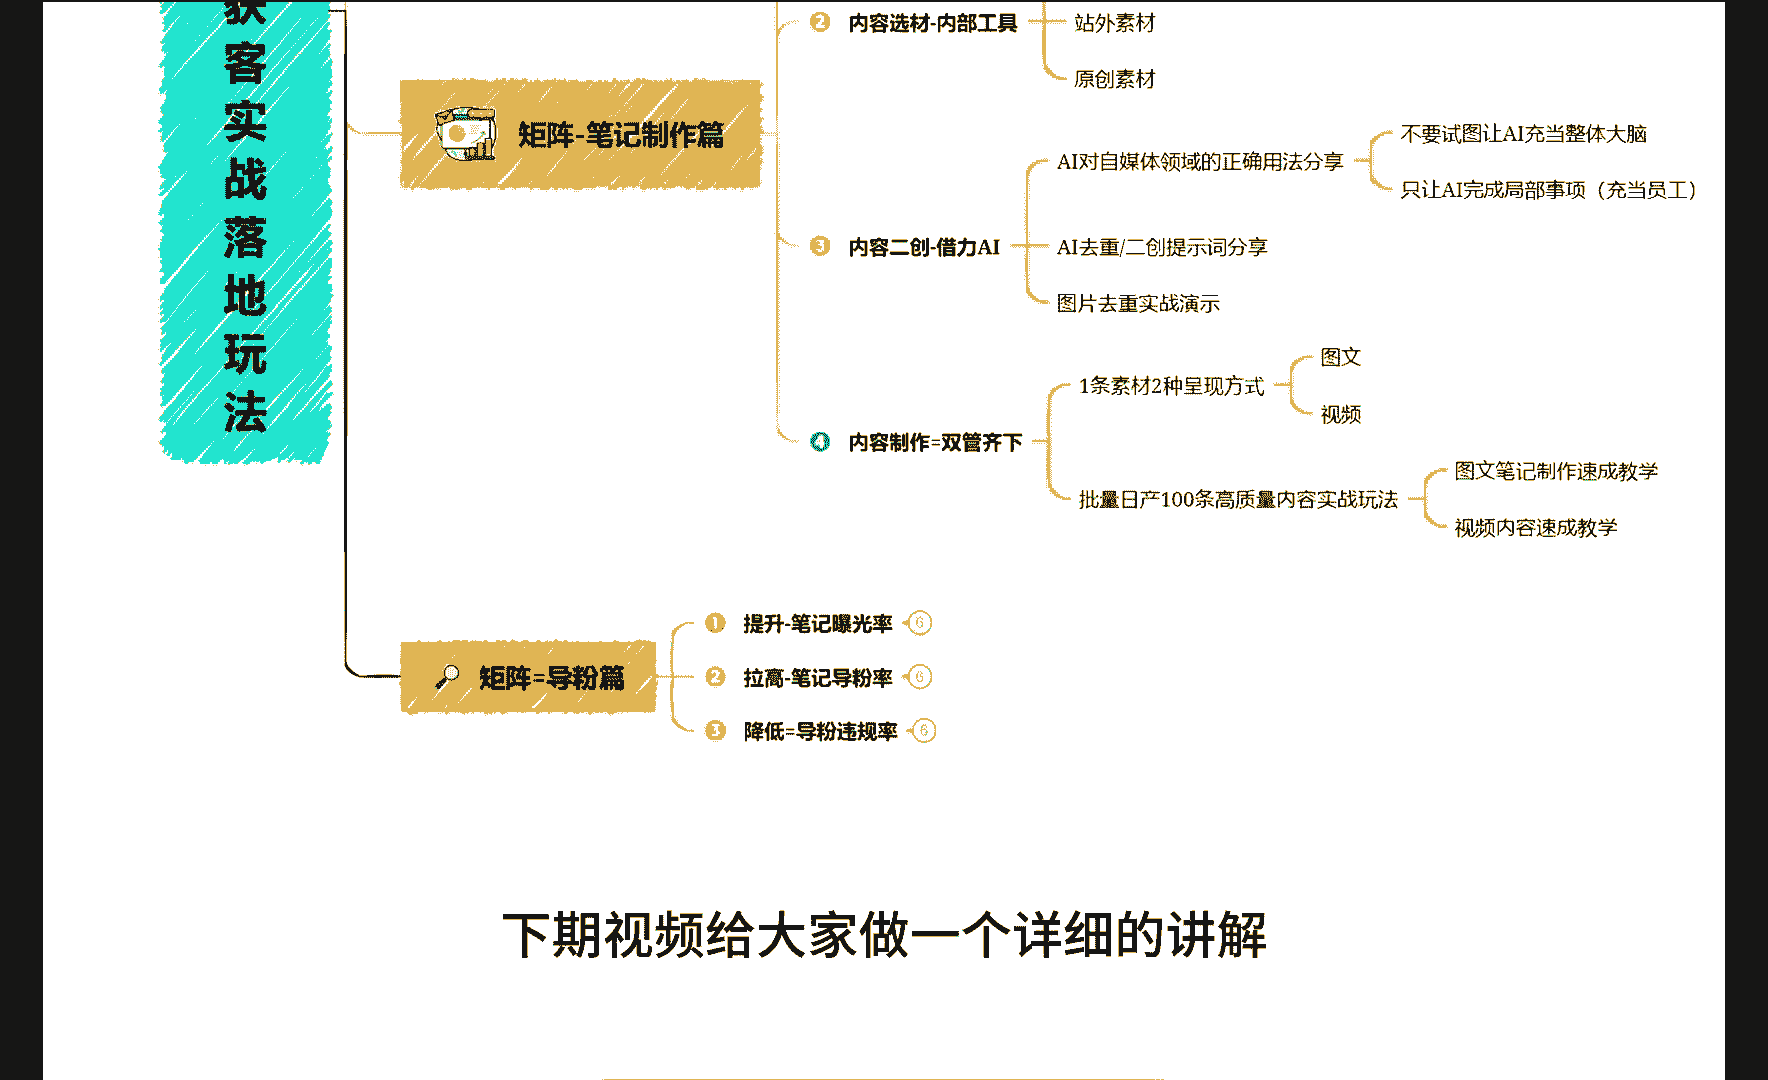 获客实战落地玩法
2 内容选材-内部工具
站外素材
原创素材
矩阵-笔记制作篇
3 内容二创-借力AI
AI对自媒体领域的正确用法分享
不要试图让AI充当整体大脑
只让AI完成局部事项（充当员工）
AI去重/二创提示词分享
图片去重实战演示
4 内容制作=双管齐下
1条素材2种呈现方式
图文
视频
批量日产100条高质量内容实战玩法
图文笔记制作速成教学
视频内容速成教学
矩阵=导粉篇
1 提升-笔记曝光率 6
2 拉高-笔记导粉率 6
3 降低=导粉违规率 6
下期视频给大家做一个详细的讲解